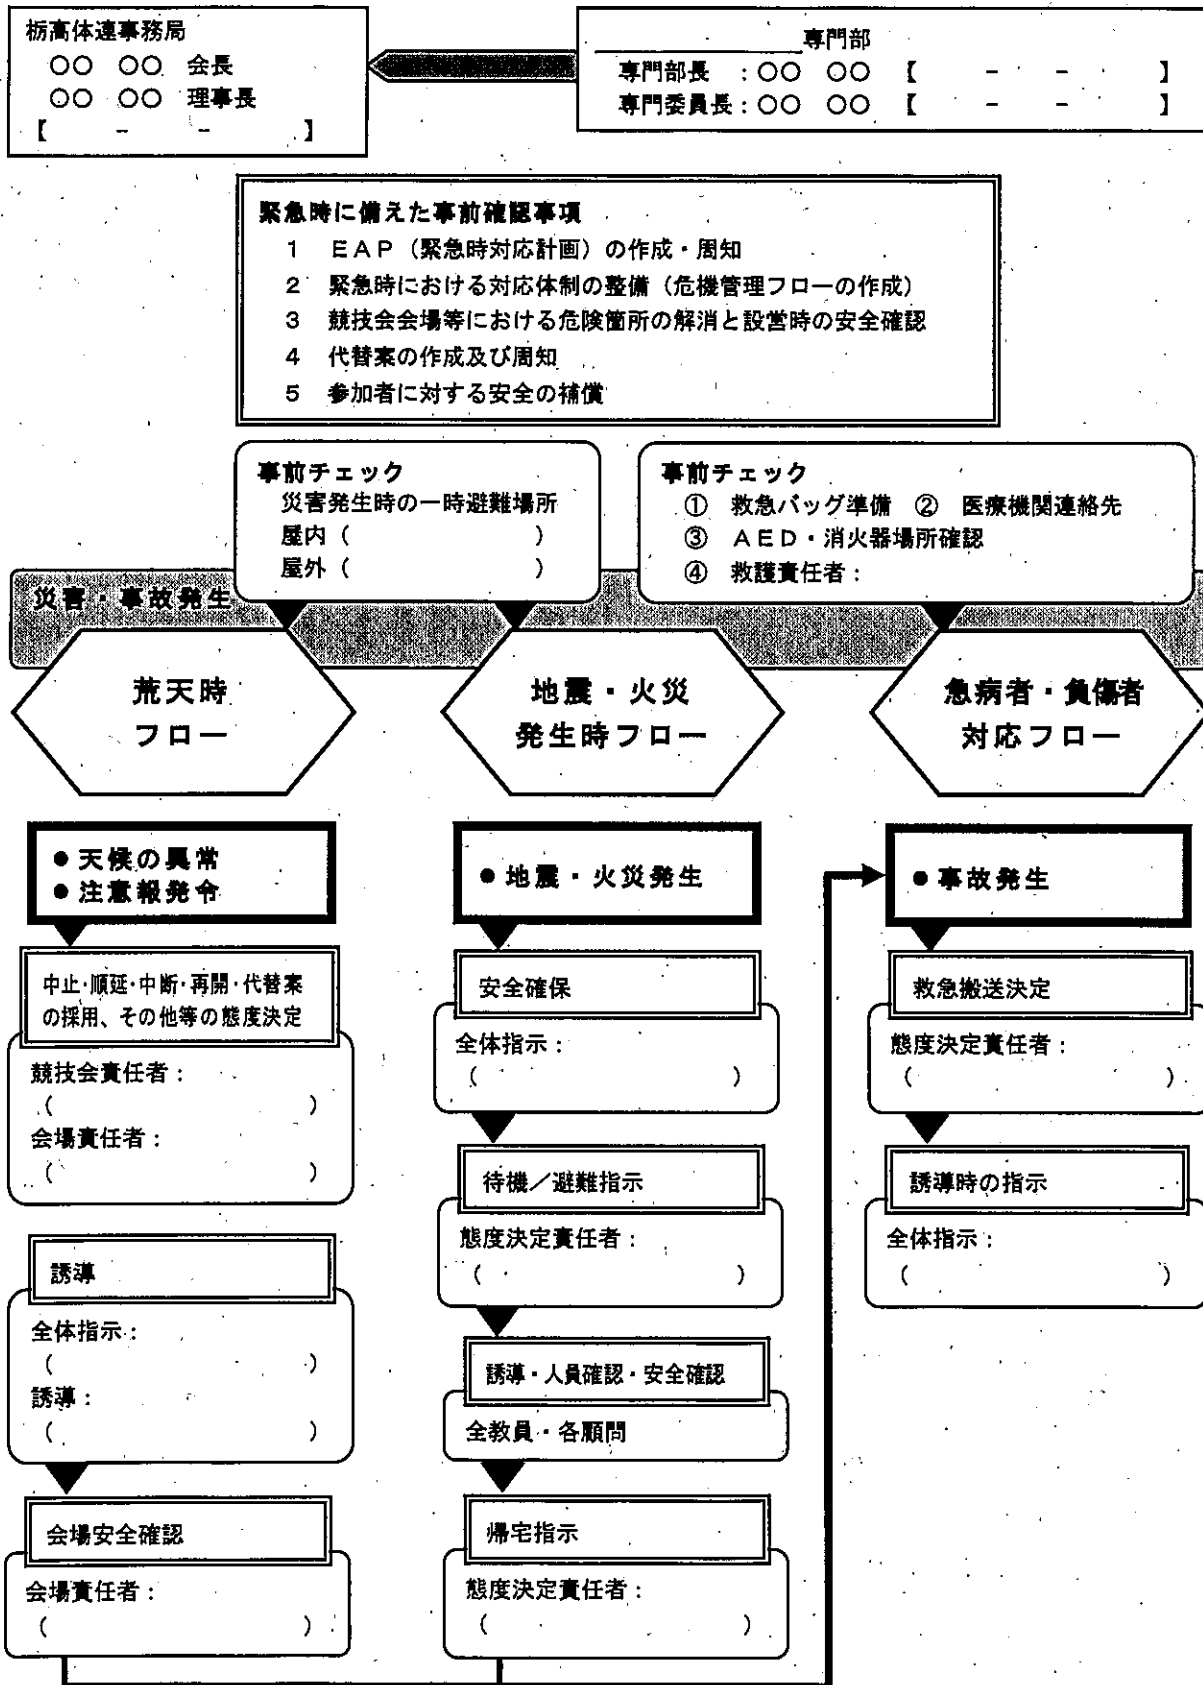 栃高体連事務局
○○ ○○ 会長
○○ ○○ 理事長
【 - - 】
専門部
専門部長 ：○○ ○○ 【 - - 】
専門委員長：○○ ○○ 【 - - 】
緊急時に備えた事前確認事項
1 EAP（緊急時対応計画）の作成・周知
2 緊急時における対応体制の整備（危機管理フローの作成）
3 競技会会場等における危険箇所の解消と設営時の安全確認
4 代替案の作成及び周知
5 参加者に対する安全の補償
事前チェック
災害発生時の一時避難場所
屋内（ ）
屋外（ ）
事前チェック
① 救急バッグ準備 ② 医療機関連絡先
③ AED・消火器場所確認
④ 救護責任者：
災害・事故発生
荒天時
フロー
地震・火災
発生時フロー
急病者・負傷者
対応フロー
● 天候の異常
● 注意報発令
中止・順延・中断・再開・代替案
の採用、その他等の態度決定
競技会責任者：
（ ）
会場責任者：
（ ）
誘導
全体指示：
（ ）
誘導：
（ ）
会場安全確認
会場責任者：
（ ）
● 地震・火災発生
安全確保
全体指示：
（ ）
待機／避難指示
態度決定責任者：
（ ）
誘導・人員確認・安全確認
全教員・各顧問
帰宅指示
態度決定責任者：
（ ）
● 事故発生
救急搬送決定
態度決定責任者：
（ ）
誘導時の指示
全体指示：
（ ）